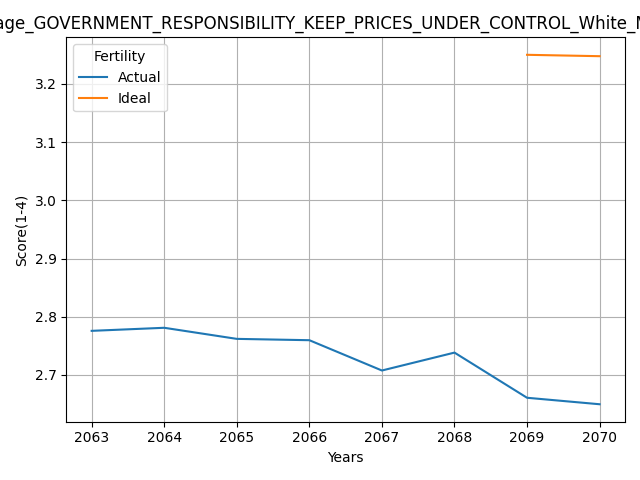 age_GOVERNMENT_RESPONSIBILITY_KEEP_PRICES_UNDER_CONTROL_White_
Fertility
Actual
Ideal
3.2
3.1
3.0
2.9
2.8
2.7
Score(1-4)
2063 2064 2065 2066 2067 2068 2069 2070
Years